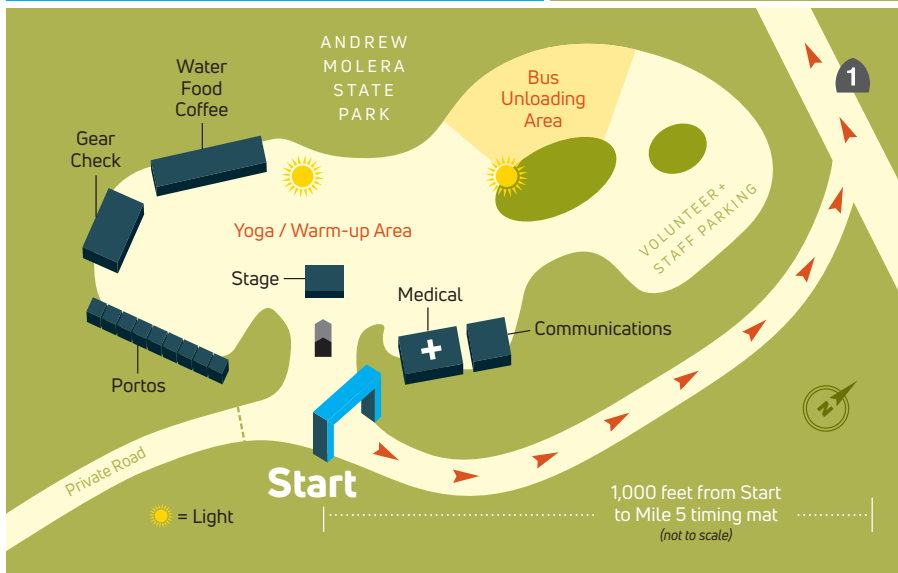 ANDREW
MOLERA
STATE
PARK
Water
Food
Coffee
Bus
Unloading
Area
1
Gear
Check
VOLUNTEER+
STAFF PARKING
Yoga / Warm-up Area
Stage
Medical
Communications
Portos
N
Private Road
Start
= Light
1,000 feet from Start
to Mile 5 timing mat
(not to scale)